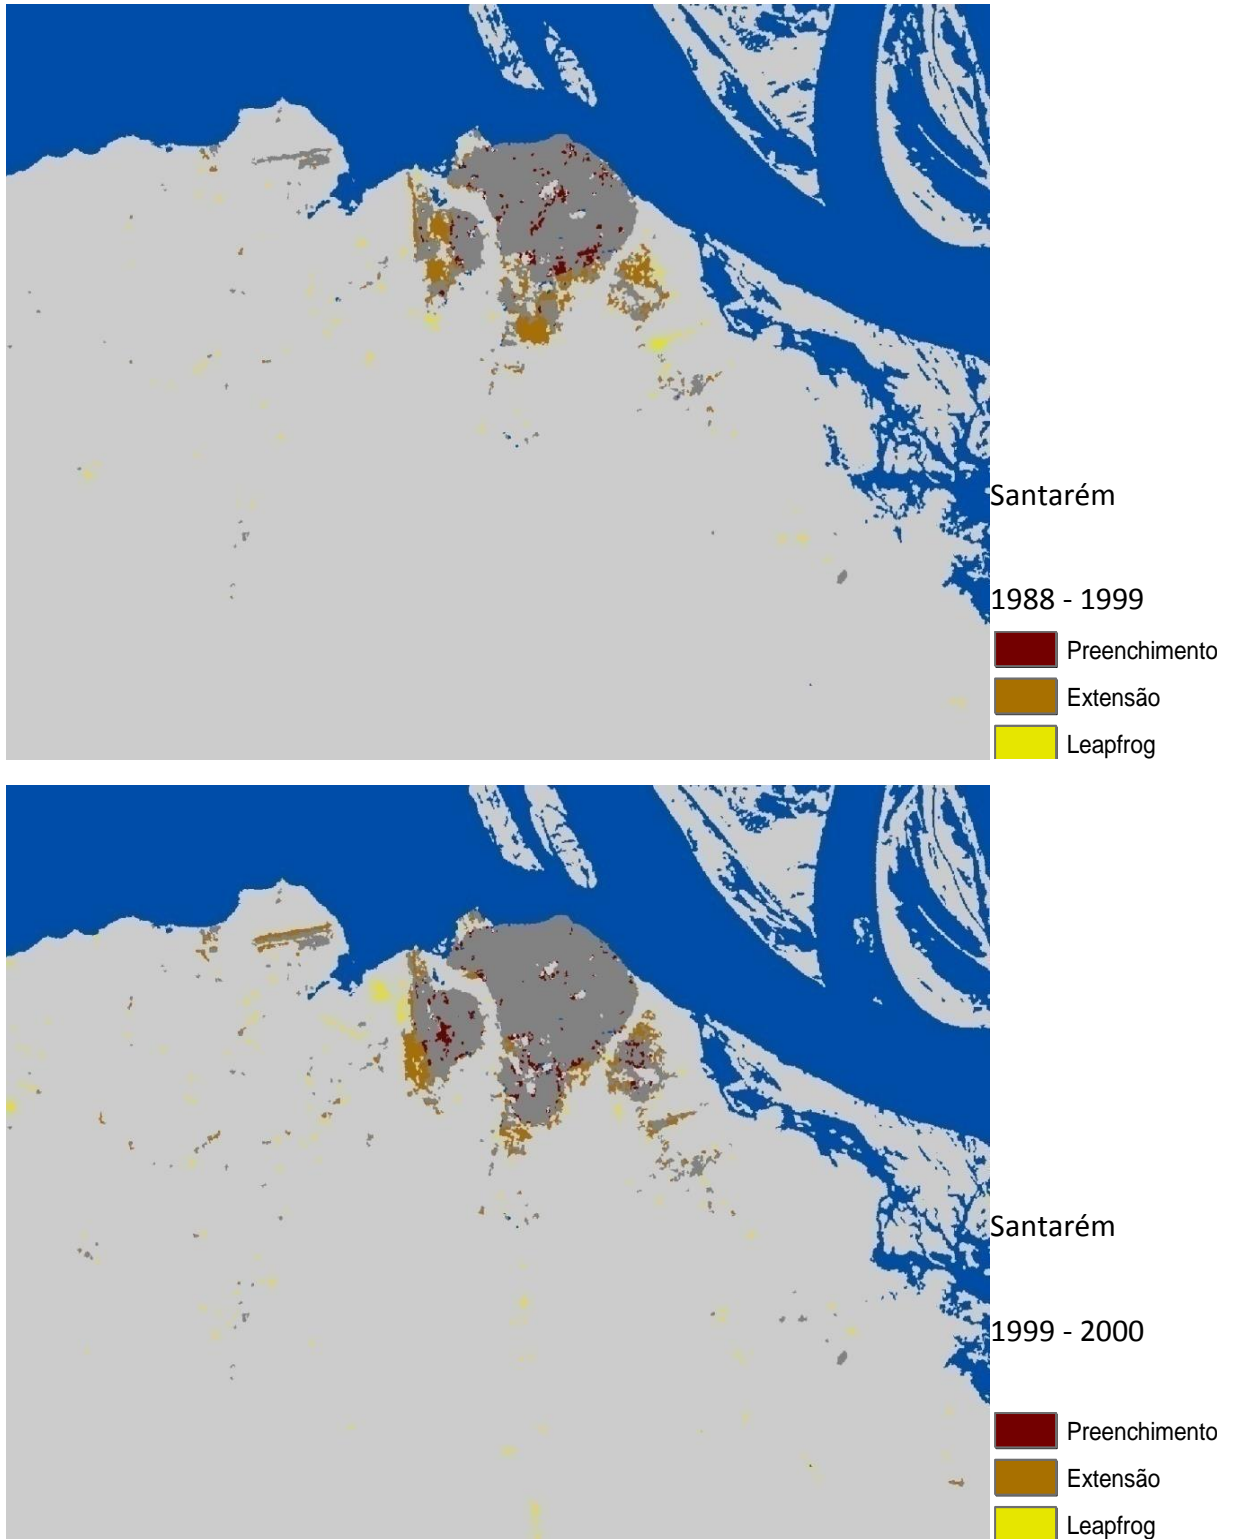 Santarém
1988 - 1999
Preenchimento
Extensão
Leapfrog
Santarém
1999 - 2000
Preenchimento
Extensão
Leapfrog